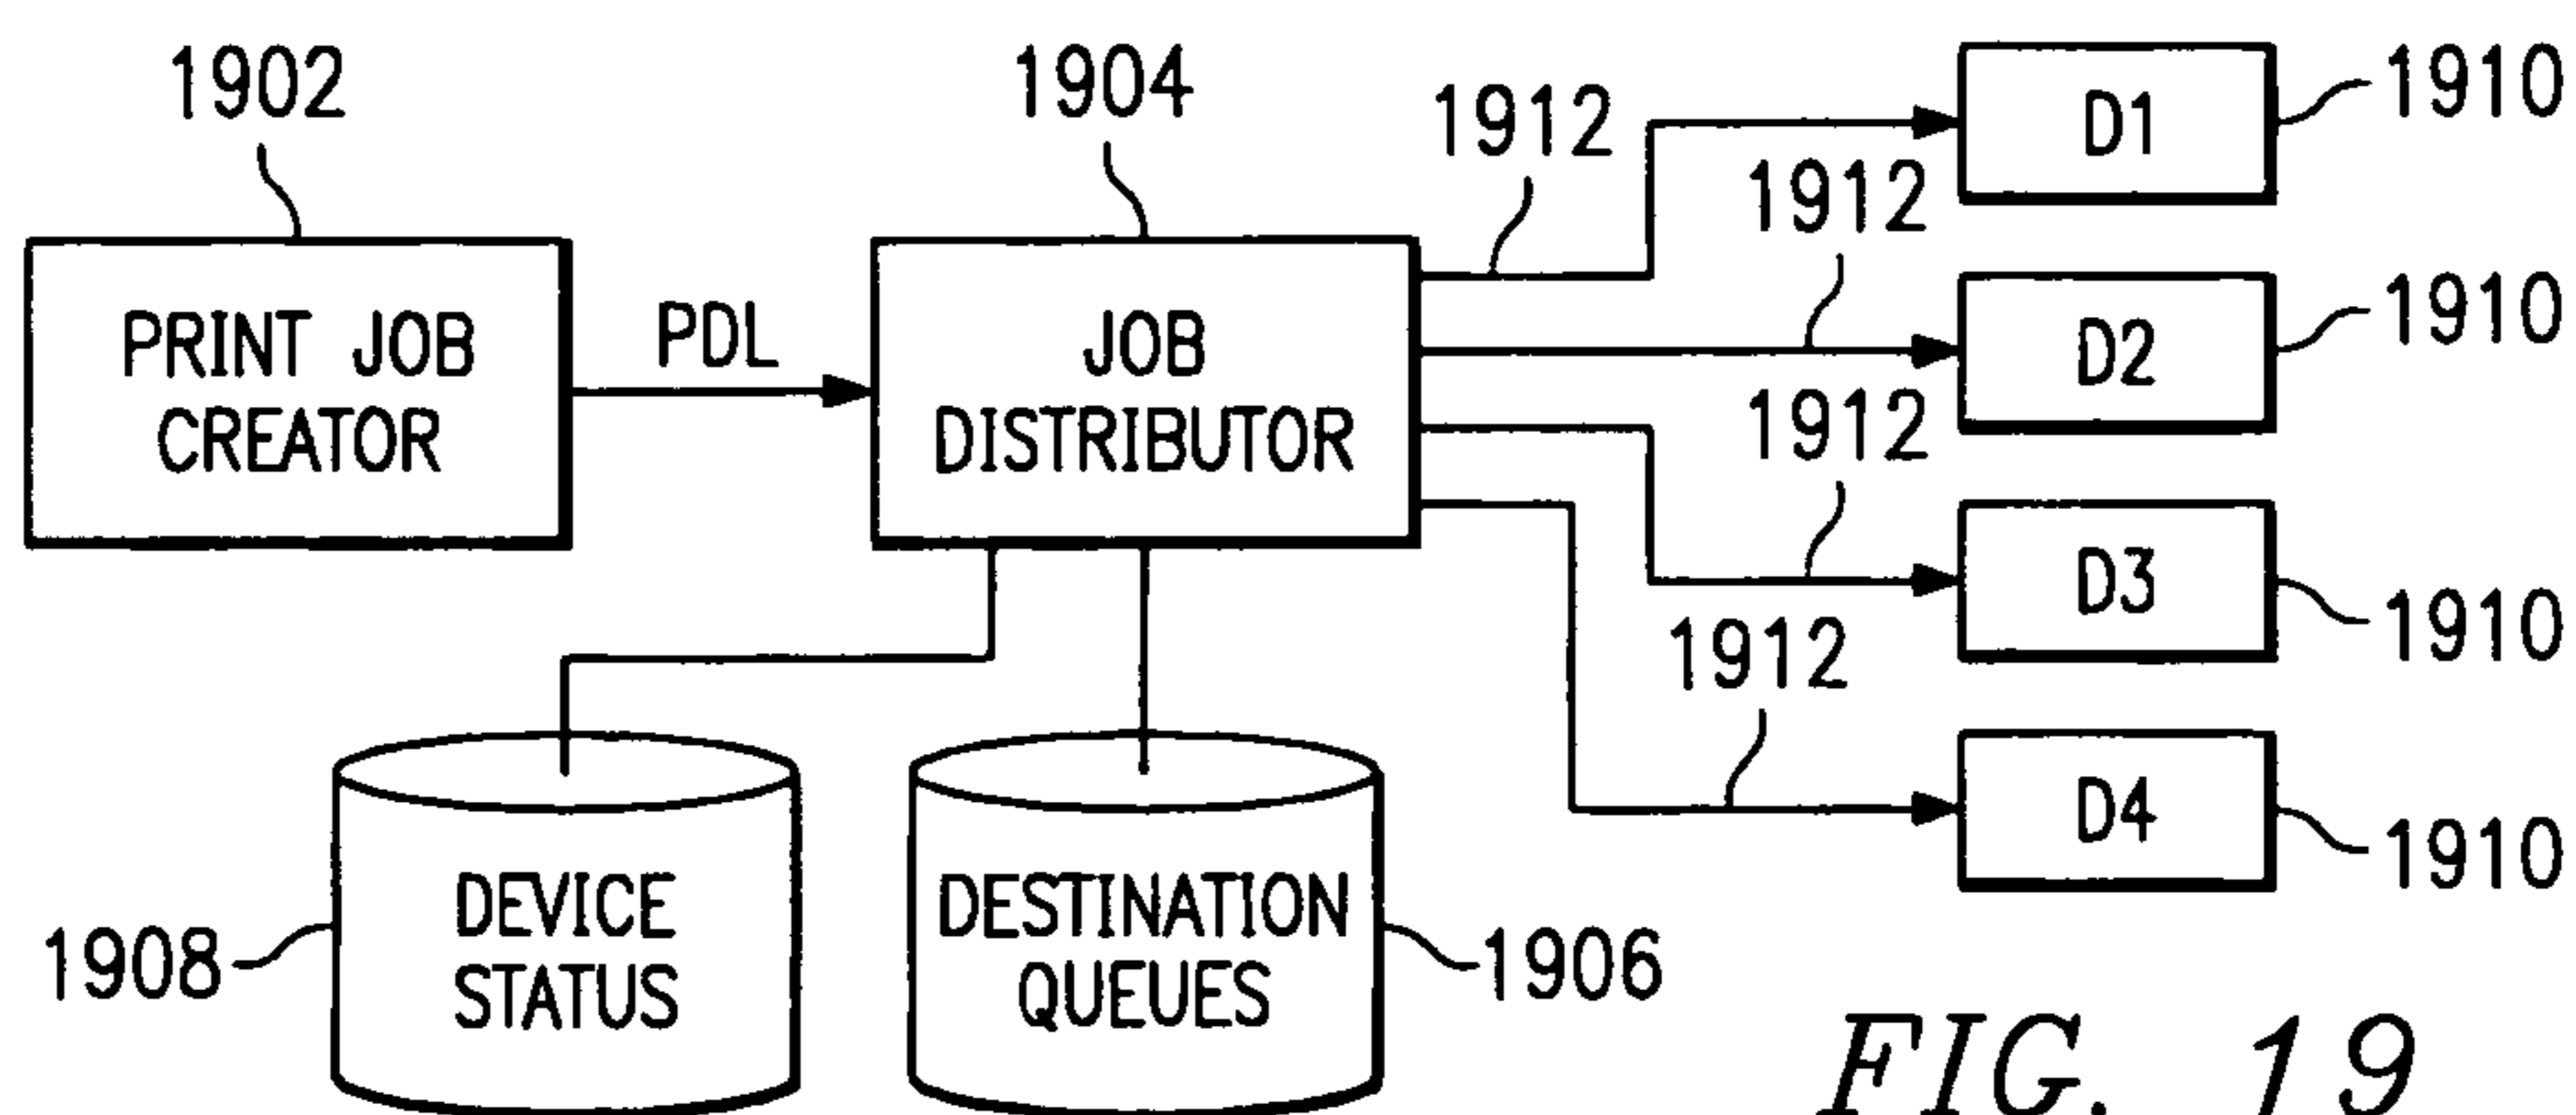 1902
1904
1912
D1
1910
1912
PRINT JOB
CREATOR
PDL
JOB
DISTRIBUTOR
D2
1910
1912
D3
1910
1912
D4
1910
1908
DEVICE
STATUS
DESTINATION
QUEUES
1906
FIG. 19